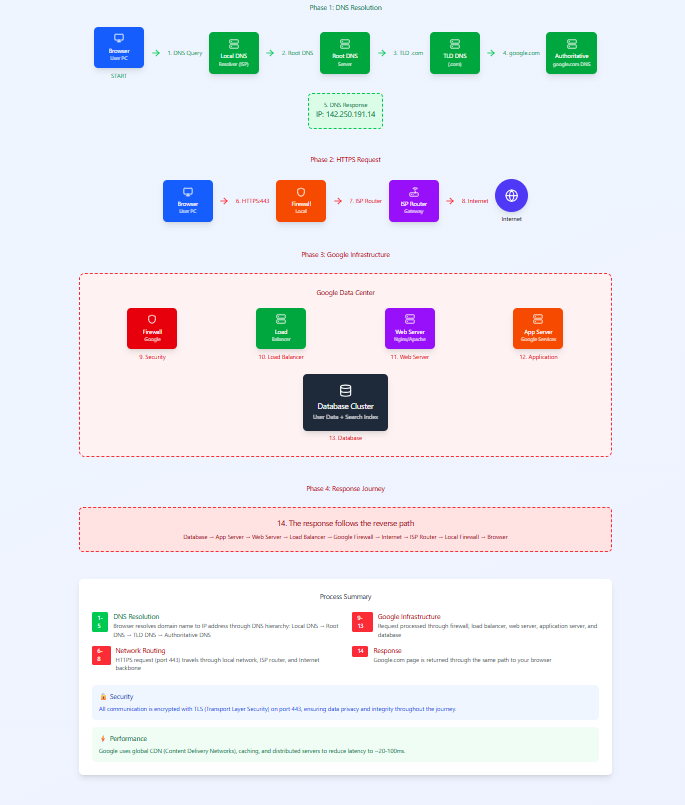 Phase 1: DNS Resolution
Browser
User PC
START
1. DNS Query
Local DNS
Resolver (ISP)
2. Root DNS
Root DNS
Server
3. TLD .com
TLD DNS
(.com)
4. google.com
Authoritative
google.com DNS
5. DNS Response
IP: 142.250.191.14
Phase 2: HTTPS Request
Browser
User PC
6. HTTPS:443
Firewall
Local
7. ISP Router
ISP Router
Gateway
8. Internet
Internet
Phase 3: Google Infrastructure
Google Data Center
Firewall
Google
9. Security
Load
Balancer
10. Load Balancer
Web Server
Nginx/Apache
11. Web Server
App Server
Google Services
12. Application
Database Cluster
User Data + Search Index
13. Database
Phase 4: Response Journey
14. The response follows the reverse path
Database → App Server → Web Server → Load Balancer → Google Firewall → Internet → ISP Router → Local Firewall → Browser
Process Summary
1-
5
DNS Resolution
Browser resolves domain name to IP address through DNS hierarchy: Local DNS → Root
DNS → TLD DNS → Authoritative DNS
9-
13
Google Infrastructure
Request processed through firewall, load balancer, web server, application server, and
database
6-
8
Network Routing
HTTPS request (port 443) travels through local network, ISP router, and Internet
backbone
14
Response
Google.com page is returned through the same path to your browser
Security
All communication is encrypted with TLS (Transport Layer Security) on port 443, ensuring data privacy and integrity throughout the journey.
Performance
Google uses global CDN (Content Delivery Networks), caching, and distributed servers to reduce latency to ~20-100ms.